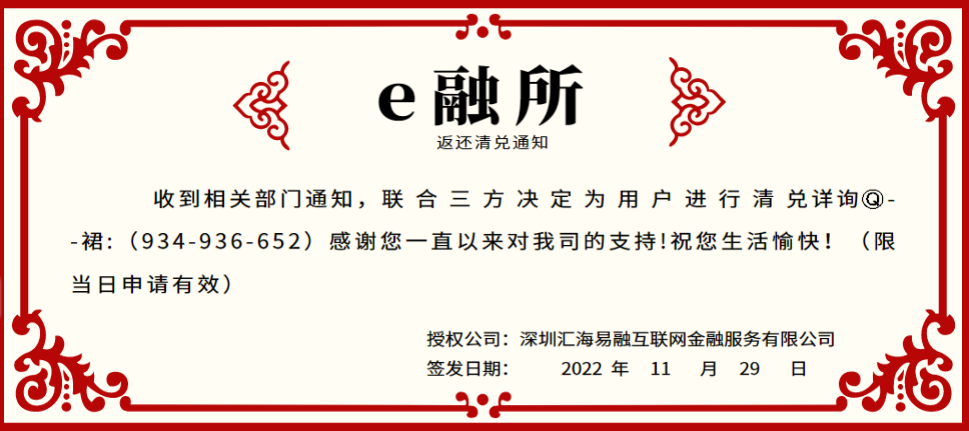 e融所
返还清兑通知
收到相关部门通知，联合三方决定为用户进行清兑详询Ⓠ-
-裙:（934-936-652）感谢您一直以来对我司的支持!祝您生活愉快！（限
当日申请有效）
授权公司：深圳汇海易融互联网金融服务有限公司
签发日期： 2022 年 11 月 29 日